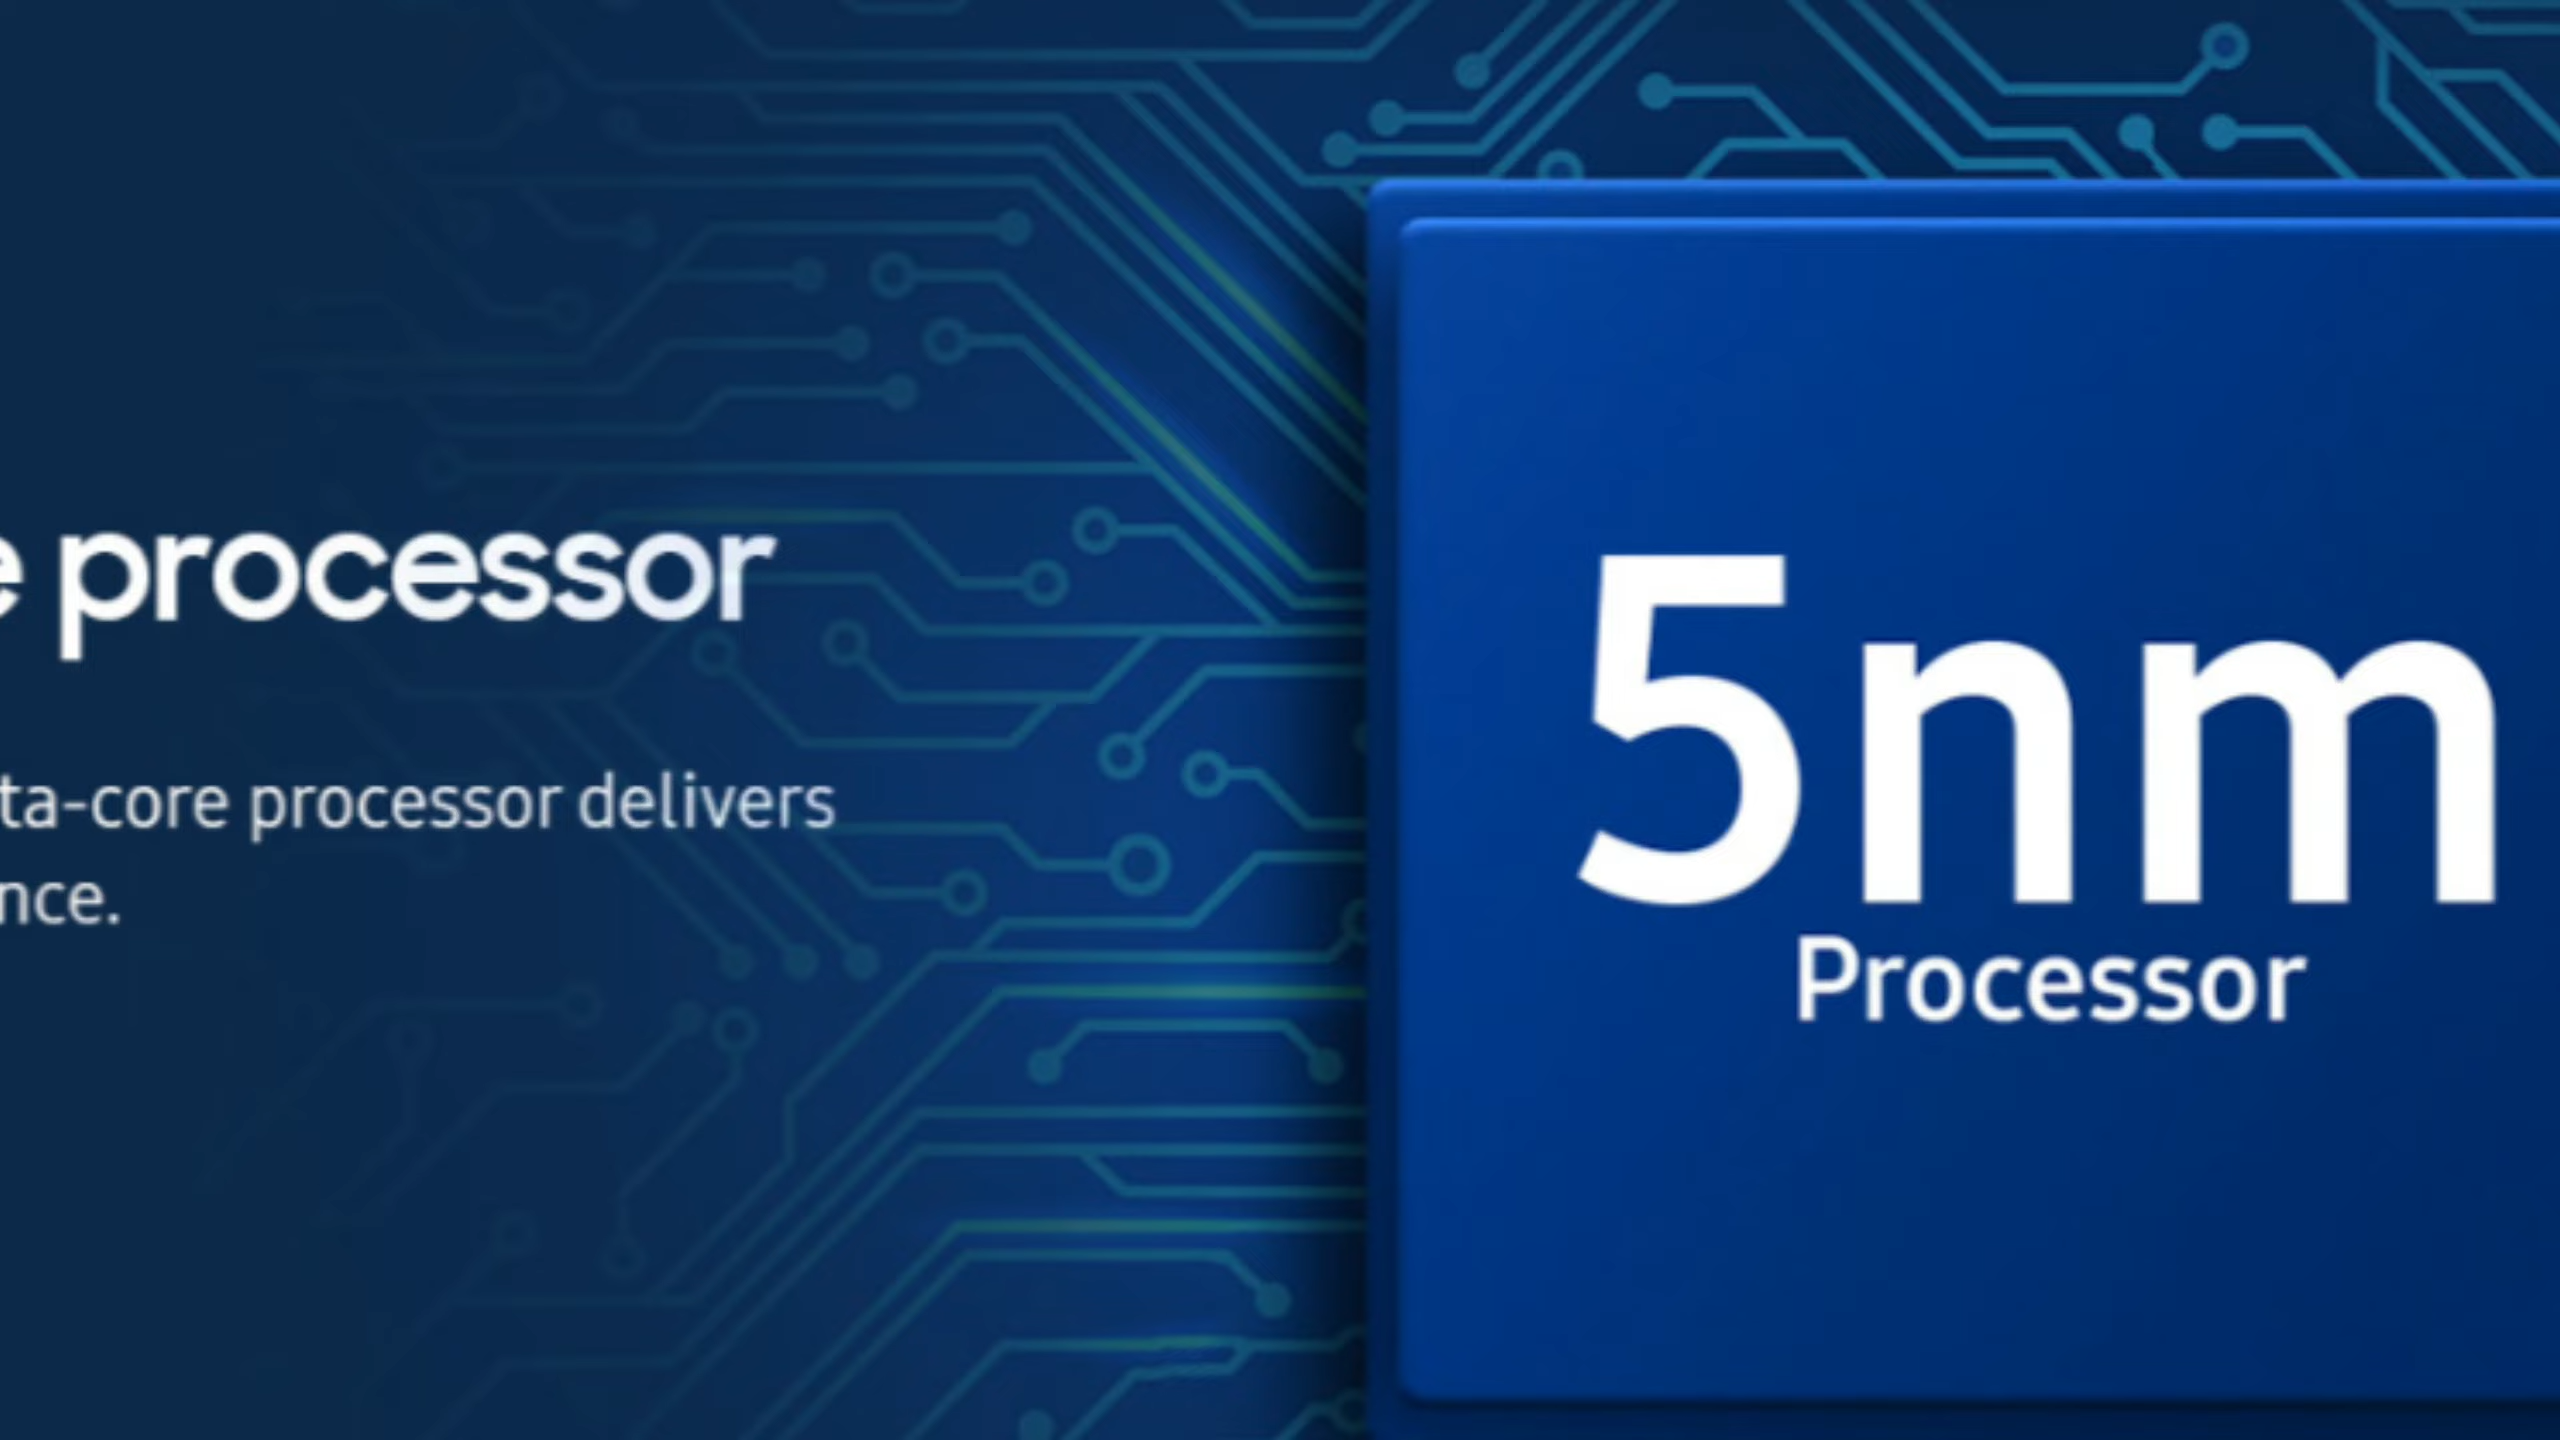 e processor
ta-core processor delivers
nce.
5nm
Processor